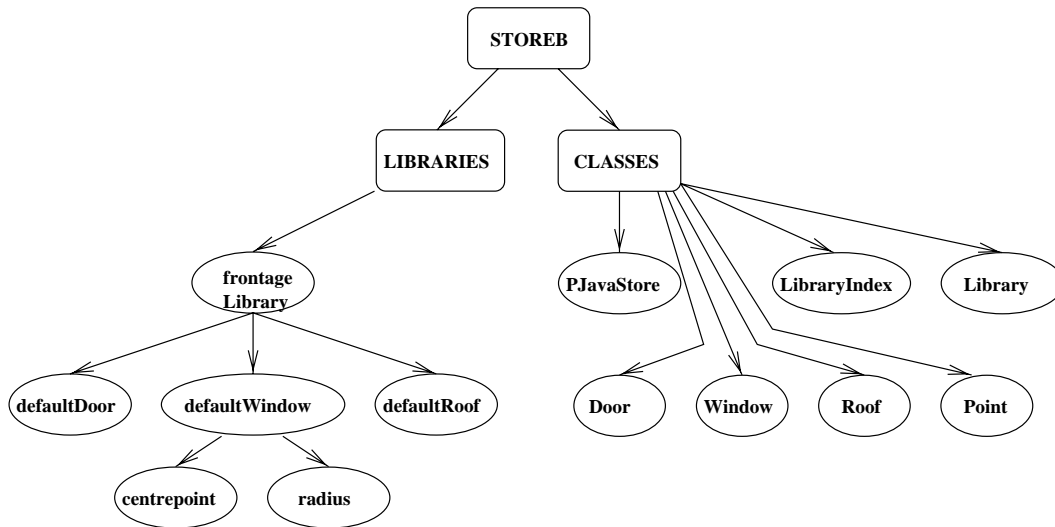 STOREB
LIBRARIES
CLASSES
frontage
Library
PJavaStore
LibraryIndex
Library
defaultDoor
defaultWindow
defaultRoof
Door
Window
Roof
Point
centrepoint
radius